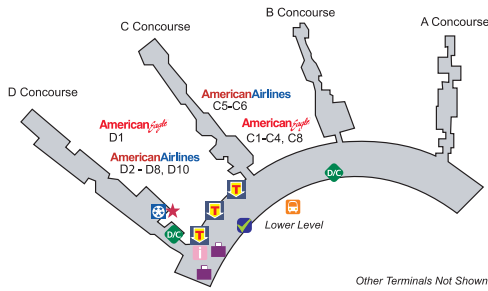 B Concourse
C Concourse
A Concourse
D Concourse
AmericanAirlines
C5-C6
American Eagle
D1
American Eagle
C1-C4, C8
AmericanAirlines
D2 - D8, D10
T
T
T
D/C
D/C
i
Lower Level
Other Terminals Not Shown